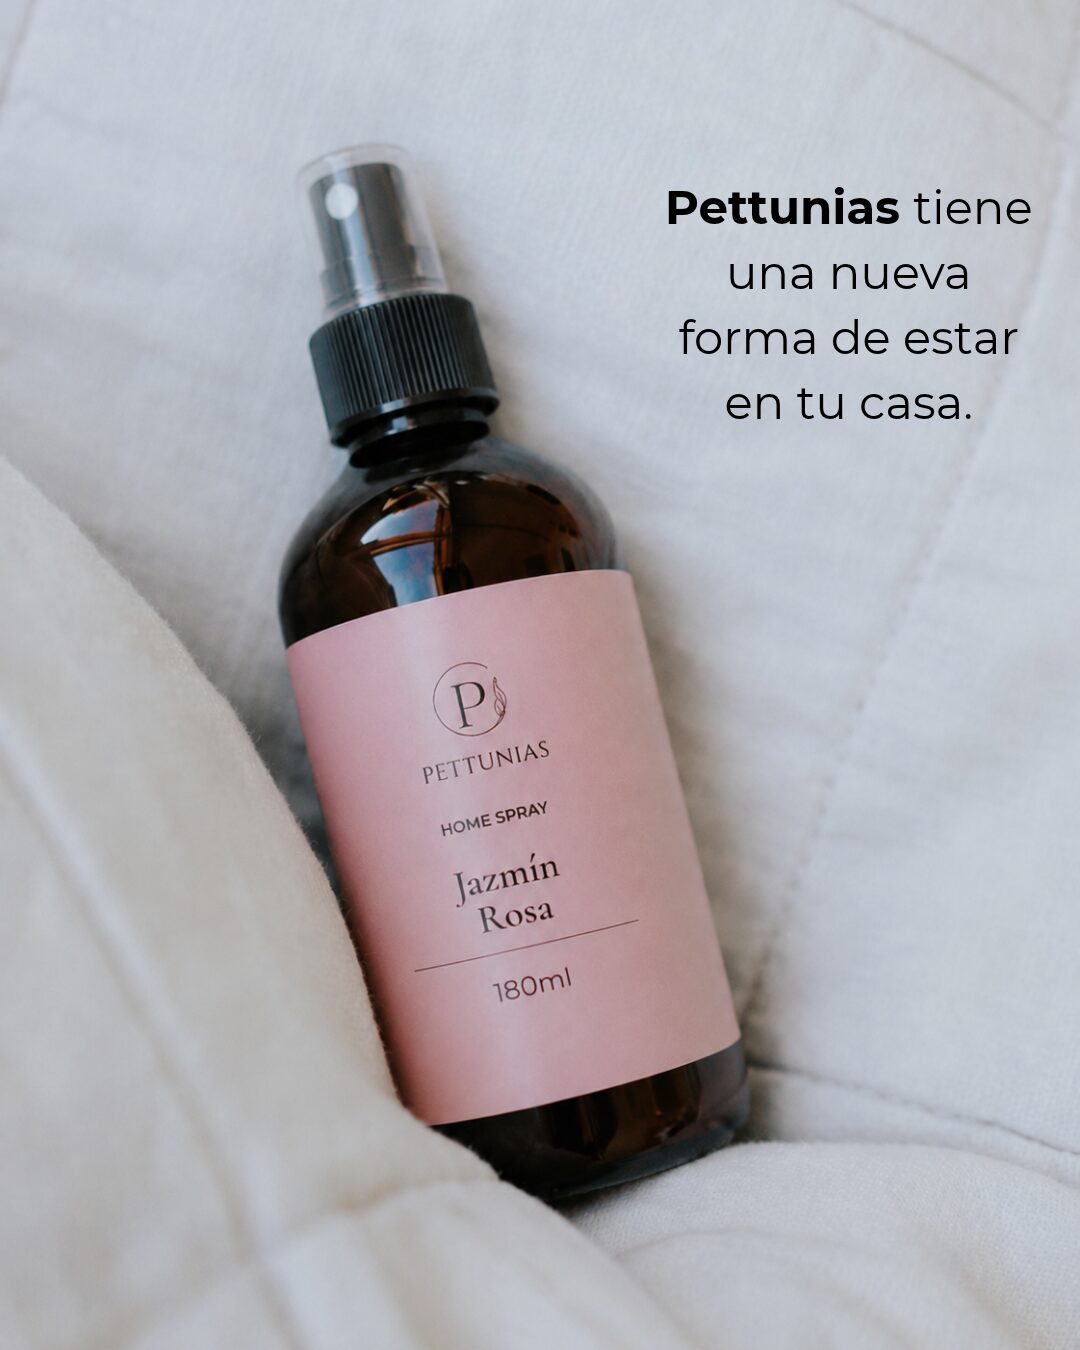 Pettunias tiene
una nueva
forma de estar
en tu casa.
P
PETTUNIAS
HOME SPRAY
Jazmín
Rosa
180ml